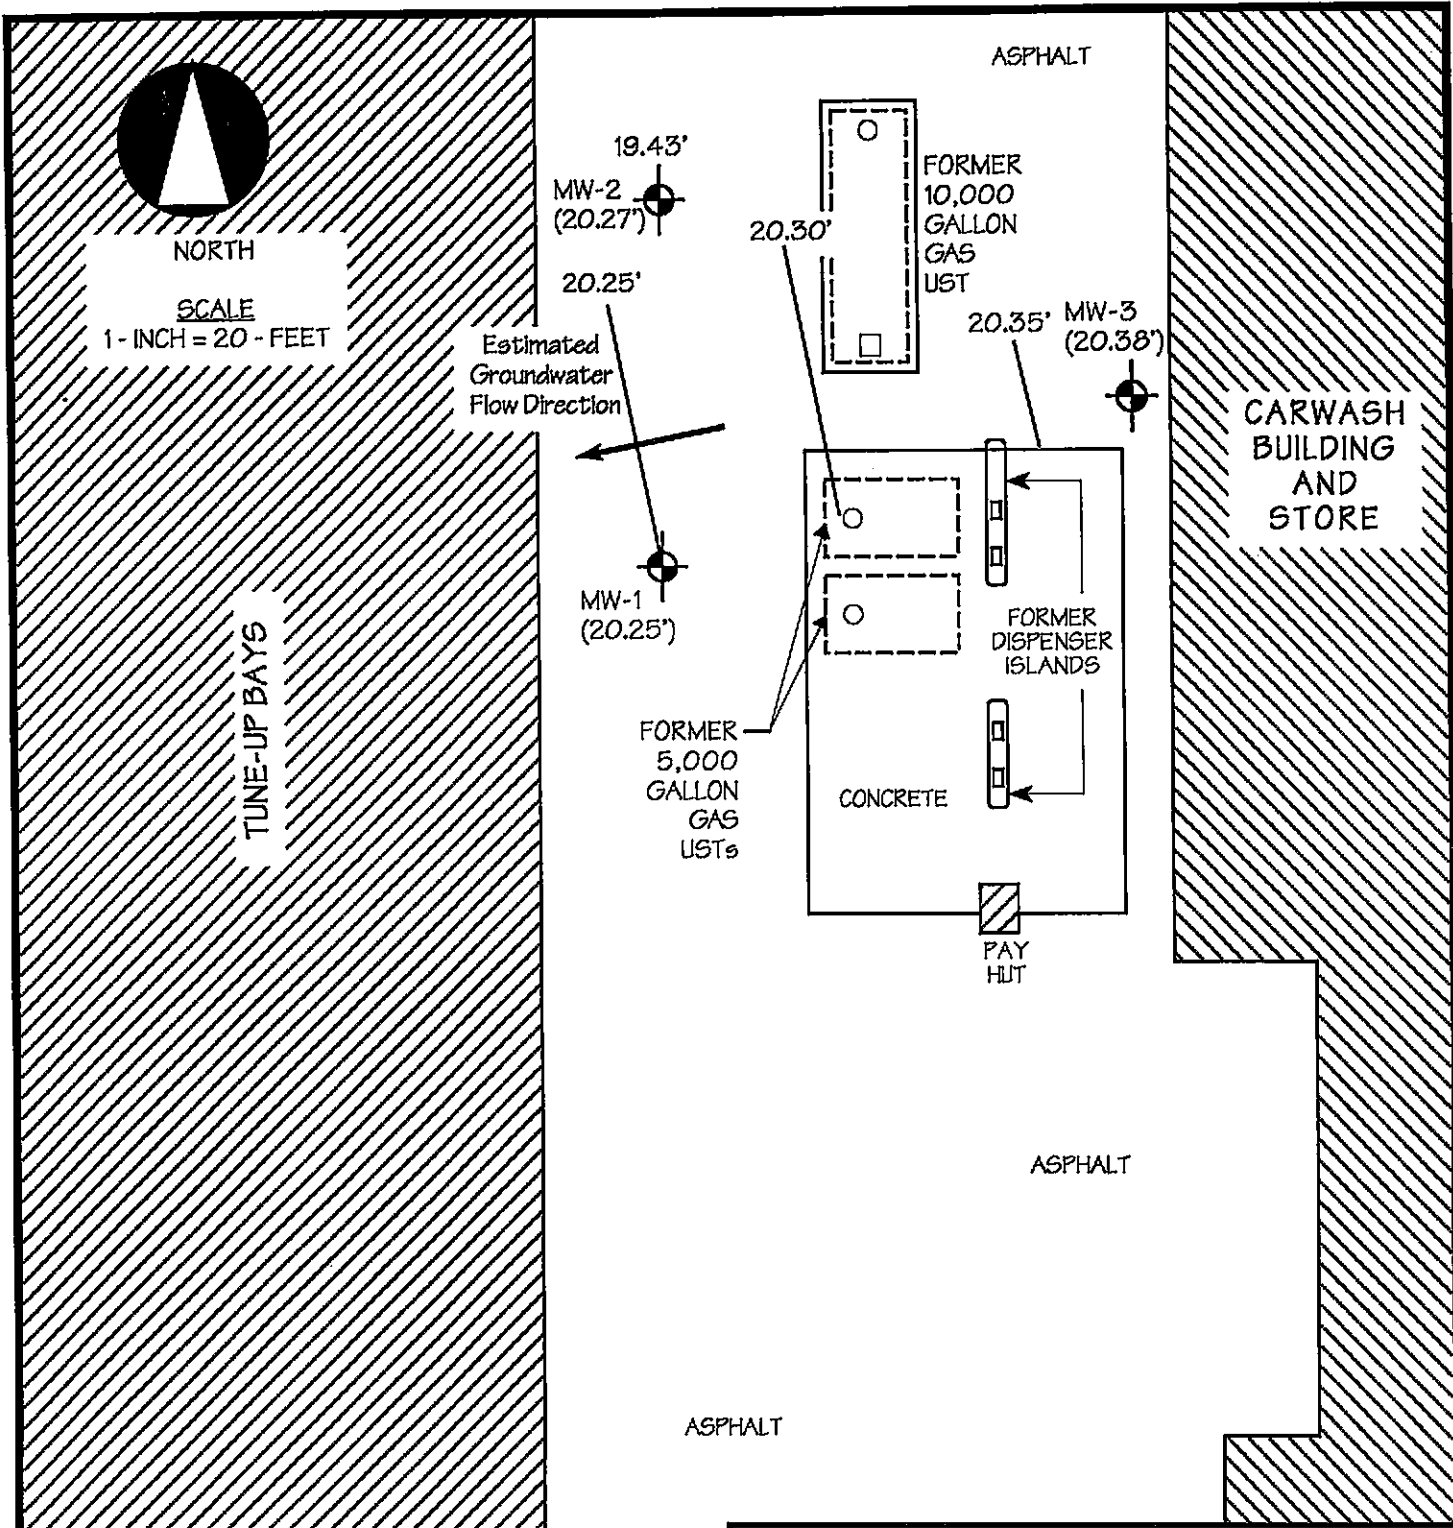 ASPHALT
NORTH
SCALE
1 - INCH = 20 - FEET
19.43'
MW-2
(20.27')
20.25'
Estimated
Groundwater
Flow Direction
20.30'
FORMER
10,000
GALLON
GAS
UST
20.35'
MW-3
(20.38')
CARWASH
BUILDING
AND
STORE
MW-1
(20.25')
TUNE-UP BAYS
FORMER
DISPENSER
ISLANDS
FORMER
5,000
GALLON
GAS
USTs
CONCRETE
PAY
HUT
ASPHALT
ASPHALT